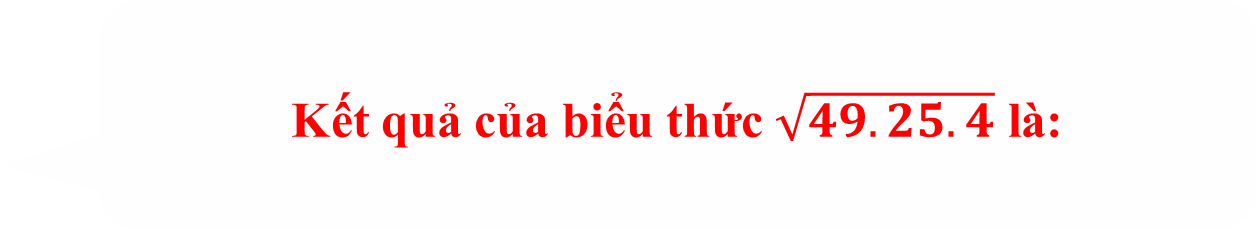 Kết quả của biểu thức √49.25.4 là: